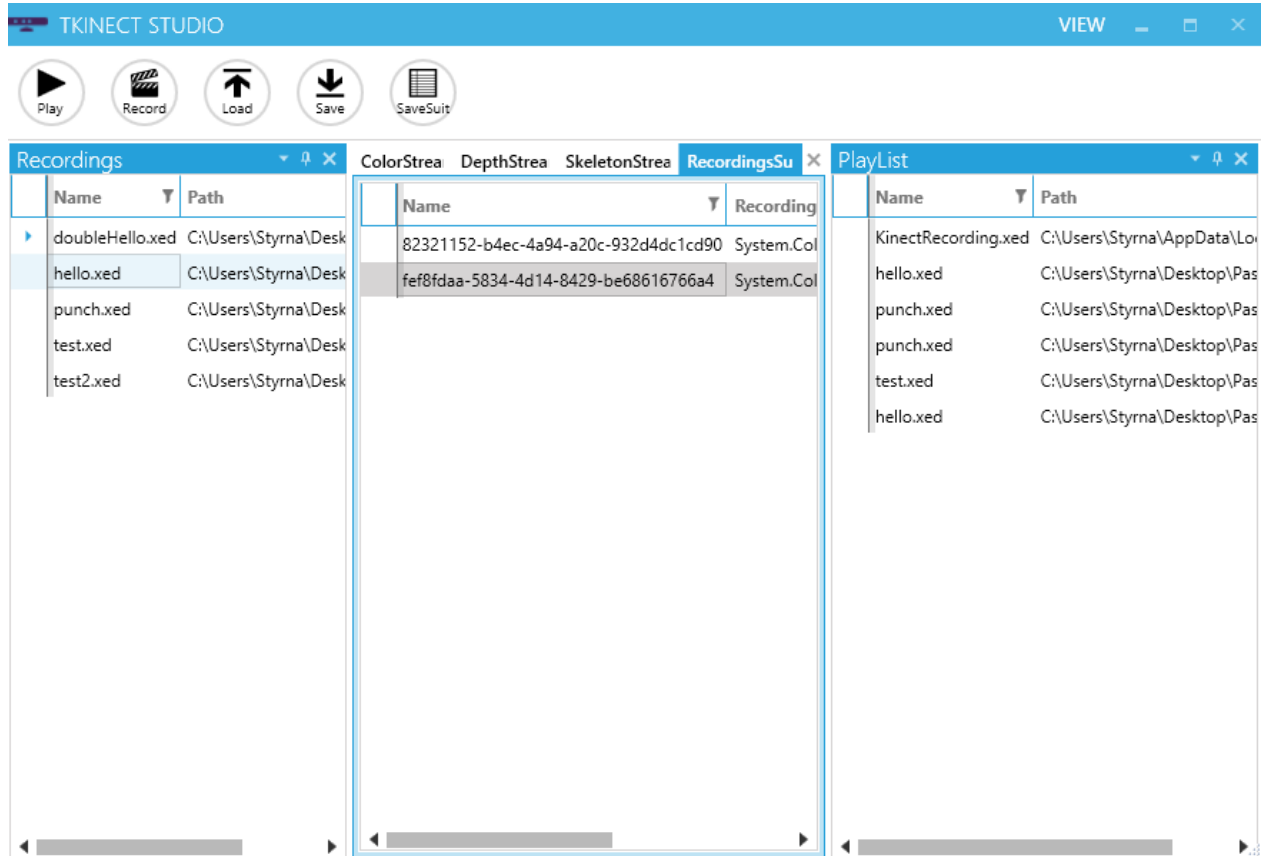 TKINECT STUDIO VIEW
Play Record Load Save SaveSuit
Recordings
Name Path
doubleHello.xed C:\Users\Styrna\Desk
hello.xed C:\Users\Styrna\Desk
punch.xed C:\Users\Styrna\Desk
test.xed C:\Users\Styrna\Desk
test2.xed C:\Users\Styrna\Desk
ColorStrea DepthStrea SkeletonStrea RecordingsSu
Name Recording
82321152-b4ec-4a94-a20c-932d4dc1cd90 System.Col
fef8fdaa-5834-4d14-8429-be68616766a4 System.Col
PlayList
Name Path
KinectRecording.xed C:\Users\Styrna\AppData\Lo
hello.xed C:\Users\Styrna\Desktop\Pas
punch.xed C:\Users\Styrna\Desktop\Pas
punch.xed C:\Users\Styrna\Desktop\Pas
test.xed C:\Users\Styrna\Desktop\Pas
hello.xed C:\Users\Styrna\Desktop\Pas